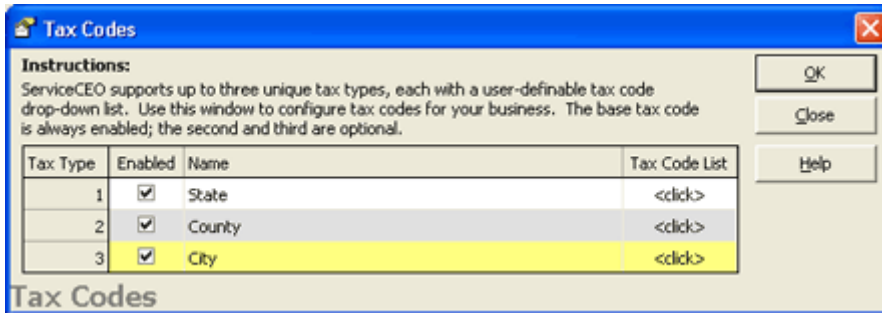 Tax Codes
Instructions:
ServiceCEO supports up to three unique tax types, each with a user-definable tax code
drop-down list. Use this window to configure tax codes for your business. The base tax code
is always enabled; the second and third are optional.
OK
Close
Help
Tax Type Enabled Name Tax Code List
1 State <click>
2 County <click>
3 City <click>
Tax Codes